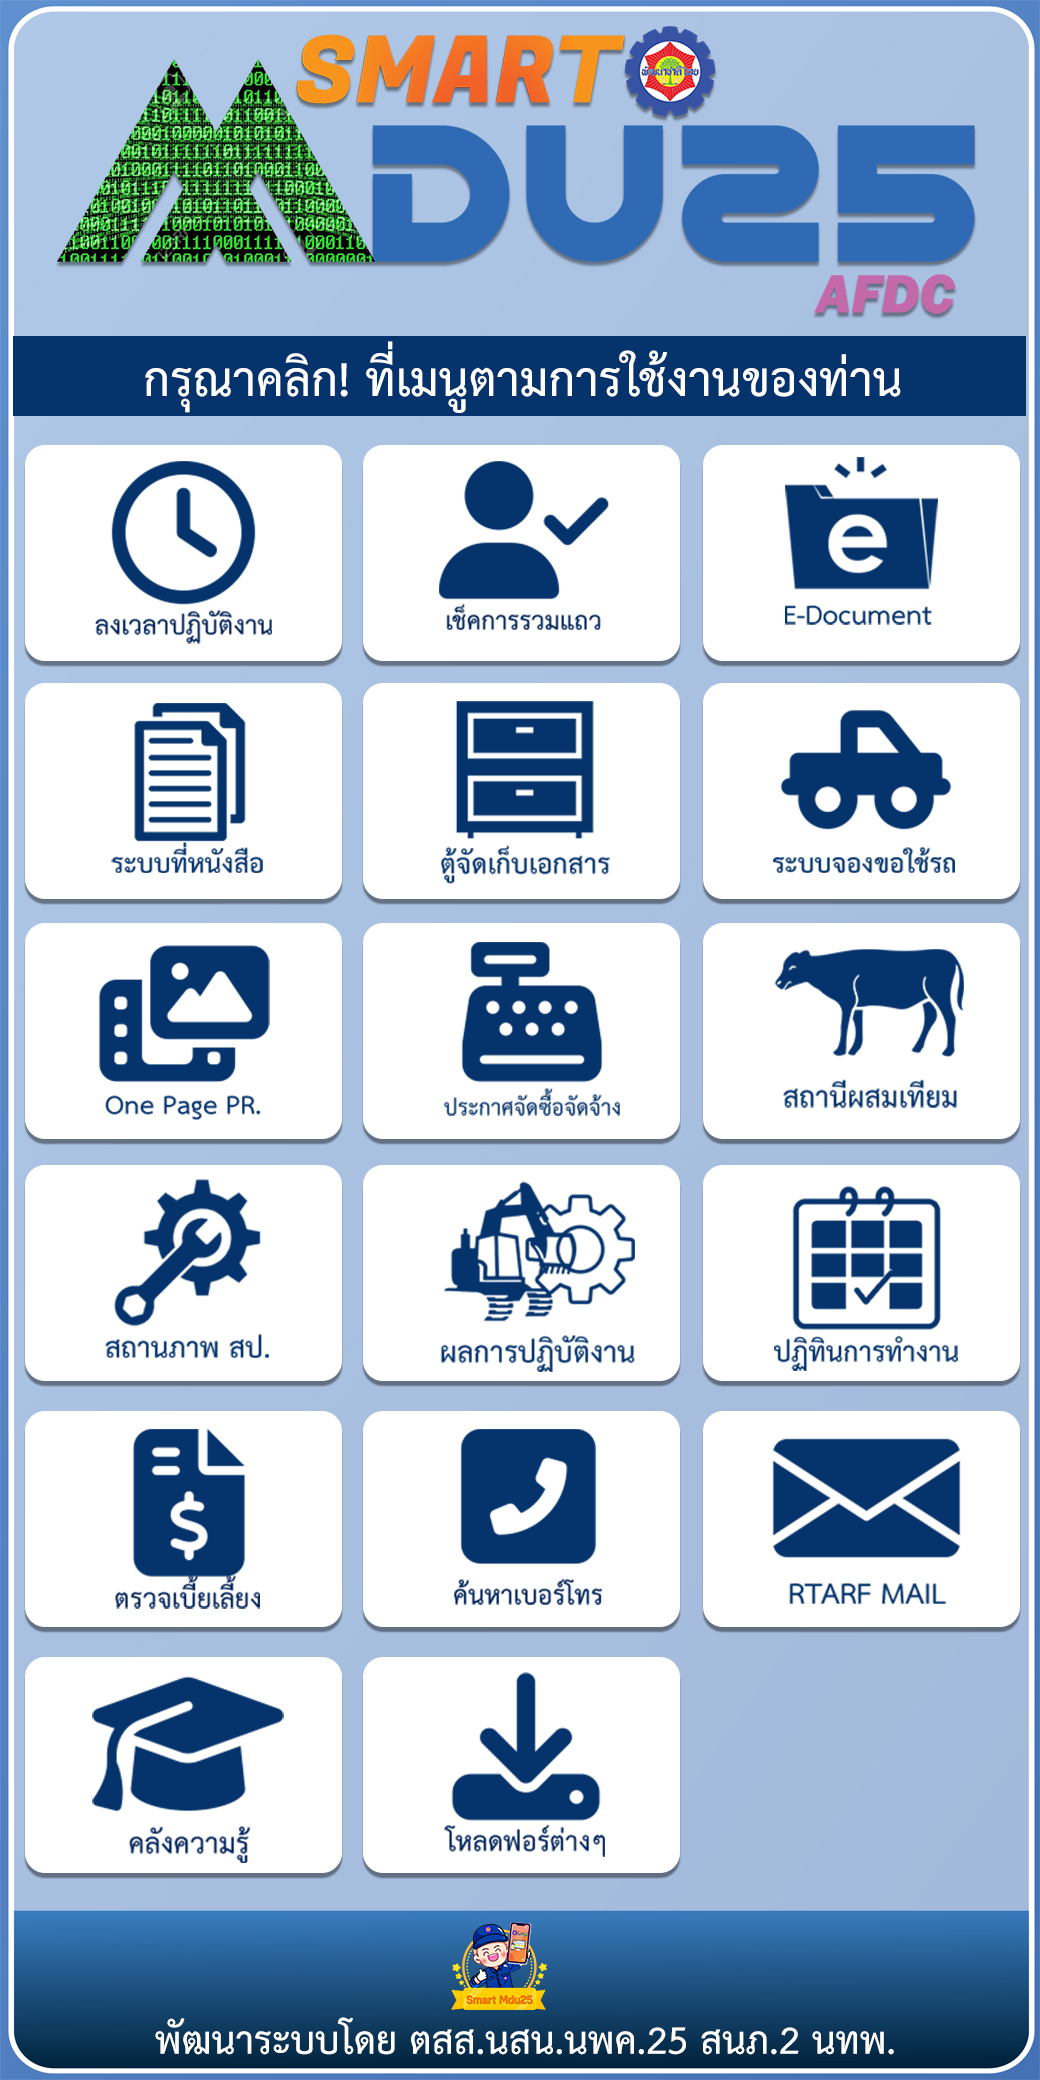 SMART
พัฒนาชาติไทย
MDU25
AFDC
กรุณาคลิก! ที่เมนูตามการใช้งานของท่าน
ลงเวลาปฏิบัติงาน
เช็คการรวมแถว
E-Document
ระบบที่หนังสือ
ตู้จัดเก็บเอกสาร
ระบบจองขอใช้รถ
One Page PR.
ประกาศจัดซื้อจัดจ้าง
สถานีผสมเทียม
สถานภาพ สป.
ผลการปฏิบัติงาน
ปฏิทินการทำงาน
ตรวจเบี้ยเลี้ยง
ค้นหาเบอร์โทร
RTARF MAIL
คลังความรู้
โหลดฟอร์ต่างๆ
Smart Mdu25
พัฒนาระบบโดย ตสส.นสน.นพค.25 สนภ.2 นทพ.